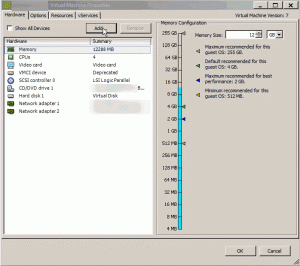 Virtual Machine Properties
Hardware Options Resources vServices
Virtual Machine Version: 7
Show All Devices
Add...
Remove
Hardware Summary
Memory 12288 MB
CPUs 4
Video card Video card
VMCI device Deprecated
SCSI controller 0 LSI Logic Parallel
CD/DVD drive 1
Hard disk 1 Virtual Disk
Network adapter 1
Network adapter 2
Memory Configuration
Memory Size: 12 GB
255 GB
128 GB
64 GB
32 GB
16 GB
8 GB
4 GB
2 GB
1 GB
512 MB
256 MB
128 MB
64 MB
32 MB
16 MB
8 MB
4 MB
Maximum recommended for this
guest OS: 255 GB.
Default recommended for this
guest OS: 4 GB.
Maximum recommended for best
performance: 2 GB.
Minimum recommended for this
guest OS: 512 MB.
OK
Cancel